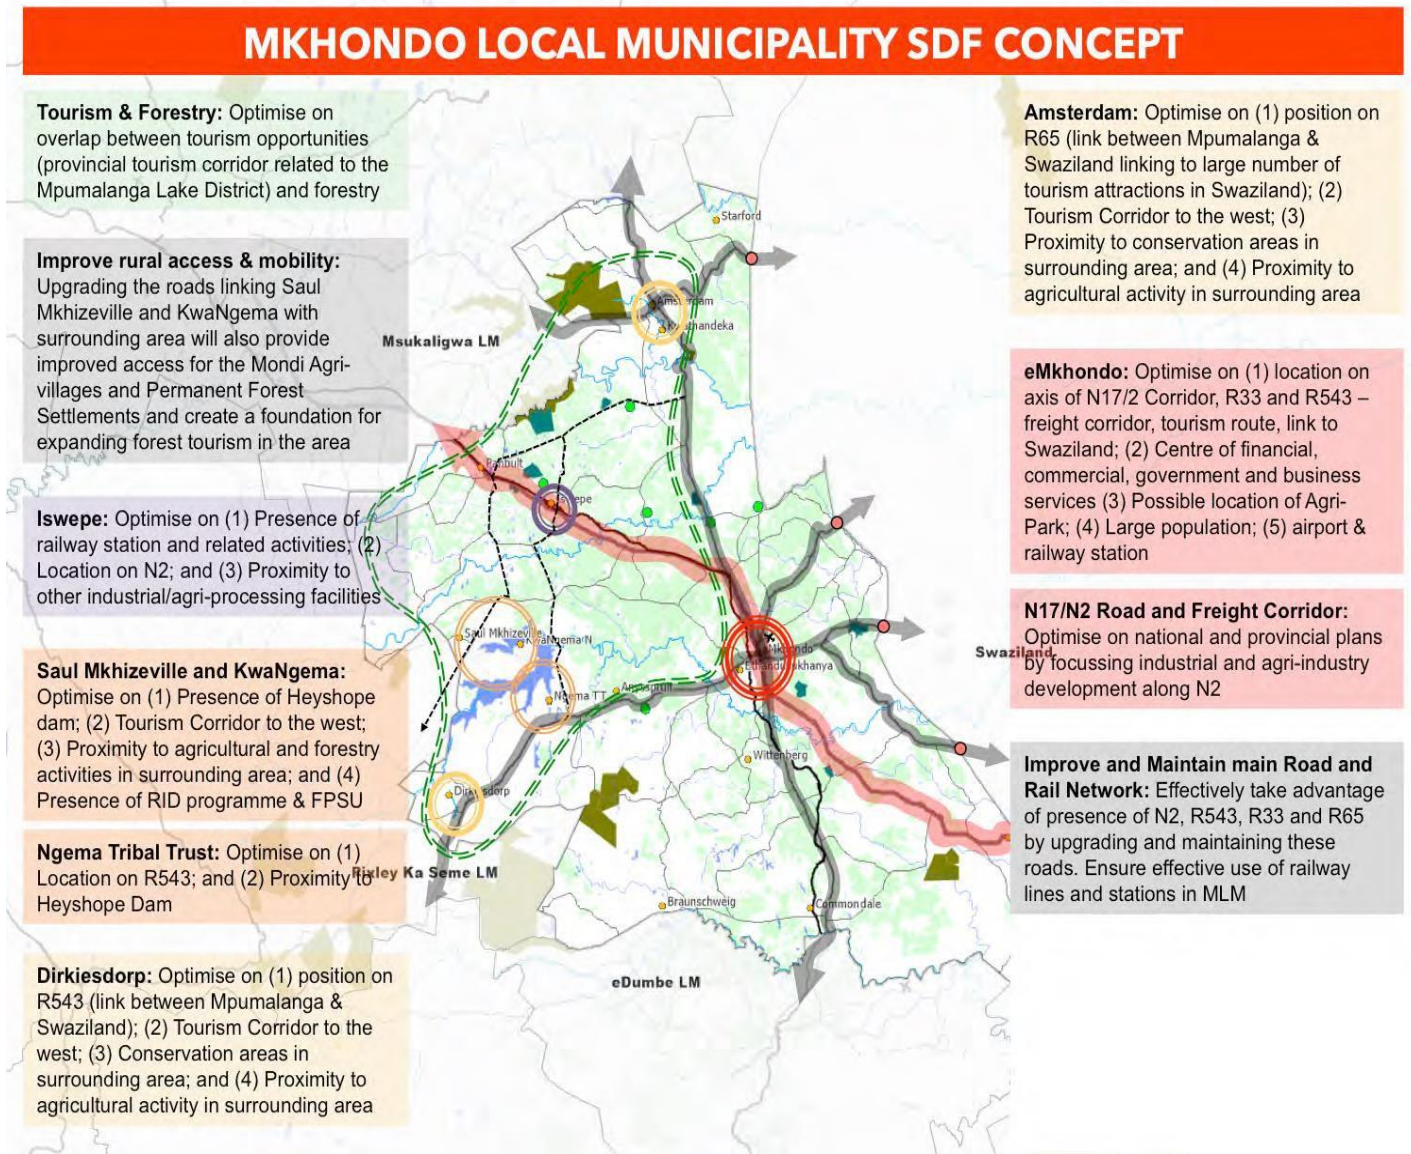 MKHONDO LOCAL MUNICIPALITY SDF CONCEPT
Tourism & Forestry: Optimise on
overlap between tourism opportunities
(provincial tourism corridor related to the
Mpumalanga Lake District) and forestry
Improve rural access & mobility:
Upgrading the roads linking Saul
Mkhizeville and KwaNgema with
surrounding area will also provide
improved access for the Mondi Agri-
villages and Permanent Forest
Settlements and create a foundation for
expanding forest tourism in the area
Iswepe: Optimise on (1) Presence of
railway station and related activities; (2)
Location on N2; and (3) Proximity to
other industrial/agri-processing facilities
Saul Mkhizeville and KwaNgema:
Optimise on (1) Presence of Heyshope
dam; (2) Tourism Corridor to the west;
(3) Proximity to agricultural and forestry
activities in surrounding area; and (4)
Presence of RID programme & FPSU
Ngema Tribal Trust: Optimise on (1)
Location on R543; and (2) Proximity to
Heyshope Dam
Dirkiesdorp: Optimise on (1) position on
R543 (link between Mpumalanga &
Swaziland); (2) Tourism Corridor to the
west; (3) Conservation areas in
surrounding area; and (4) Proximity to
agricultural activity in surrounding area
Starford
Amsterdam
KwaThandeka
Msukaligwa LM
Panbult
Iswepe
Saul Mkhizeville
KwaNgema N
Ngema TT
Mkhondo
Swaziland
Dirkiesdorp
Wittenberg
Pixley Ka Seme LM
Braunschweig
Commondale
eDumbe LM
Amsterdam: Optimise on (1) position on
R65 (link between Mpumalanga &
Swaziland linking to large number of
tourism attractions in Swaziland); (2)
Tourism Corridor to the west; (3)
Proximity to conservation areas in
surrounding area; and (4) Proximity to
agricultural activity in surrounding area
eMkhondo: Optimise on (1) location on
axis of N17/2 Corridor, R33 and R543 –
freight corridor, tourism route, link to
Swaziland; (2) Centre of financial,
commercial, government and business
services (3) Possible location of Agri-
Park; (4) Large population; (5) airport &
railway station
N17/N2 Road and Freight Corridor:
Optimise on national and provincial plans
by focussing industrial and agri-industry
development along N2
Improve and Maintain main Road and
Rail Network: Effectively take advantage
of presence of N2, R543, R33 and R65
by upgrading and maintaining these
roads. Ensure effective use of railway
lines and stations in MLM